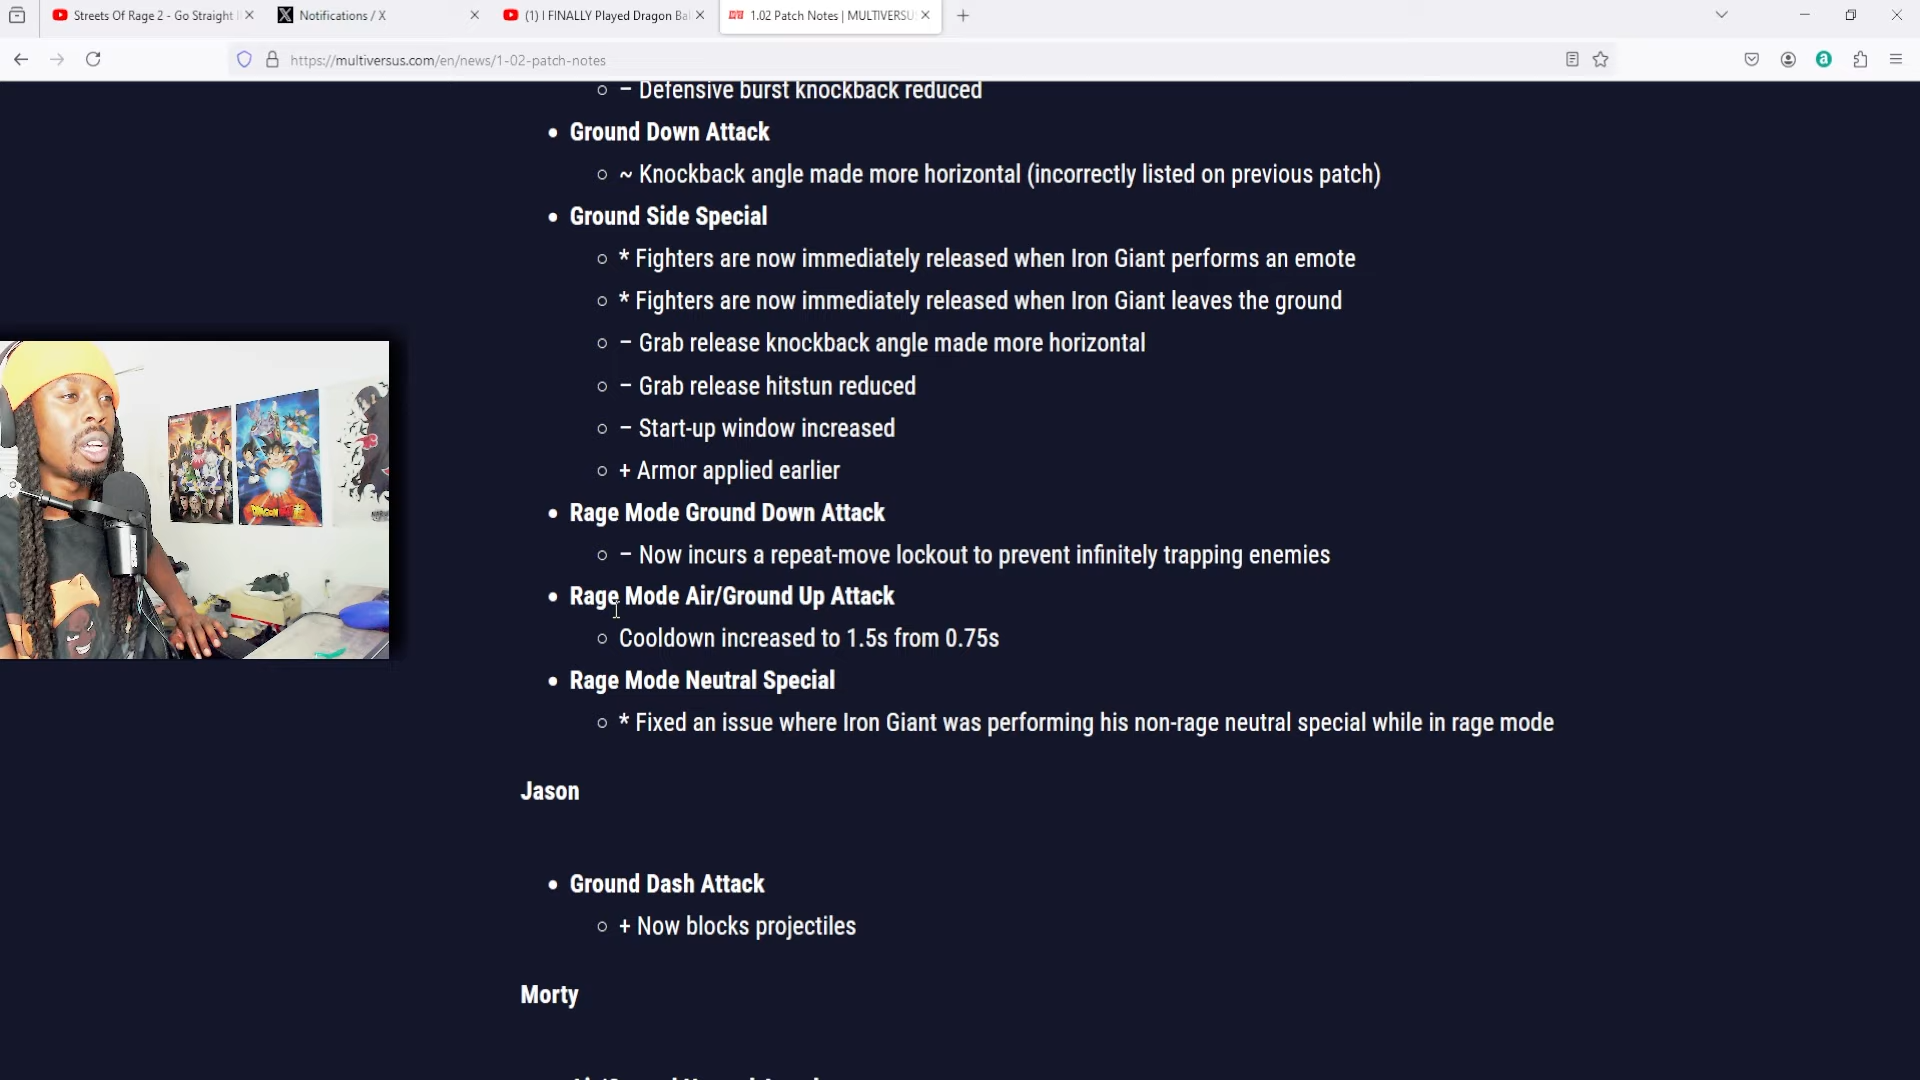 Streets Of Rage 2 - Go Straight
Notifications / X
(1) I FINALLY Played Dragon Ba
1.02 Patch Notes | MULTIVERSU
https://multiversus.com/en/news/1-02-patch-notes
– Defensive burst knockback reduced
Ground Down Attack
~ Knockback angle made more horizontal (incorrectly listed on previous patch)
Ground Side Special
* Fighters are now immediately released when Iron Giant performs an emote
* Fighters are now immediately released when Iron Giant leaves the ground
– Grab release knockback angle made more horizontal
– Grab release hitstun reduced
– Start-up window increased
+ Armor applied earlier
Rage Mode Ground Down Attack
– Now incurs a repeat-move lockout to prevent infinitely trapping enemies
Rage Mode Air/Ground Up Attack
Cooldown increased to 1.5s from 0.75s
Rage Mode Neutral Special
* Fixed an issue where Iron Giant was performing his non-rage neutral special while in rage mode
Jason
Ground Dash Attack
+ Now blocks projectiles
Morty